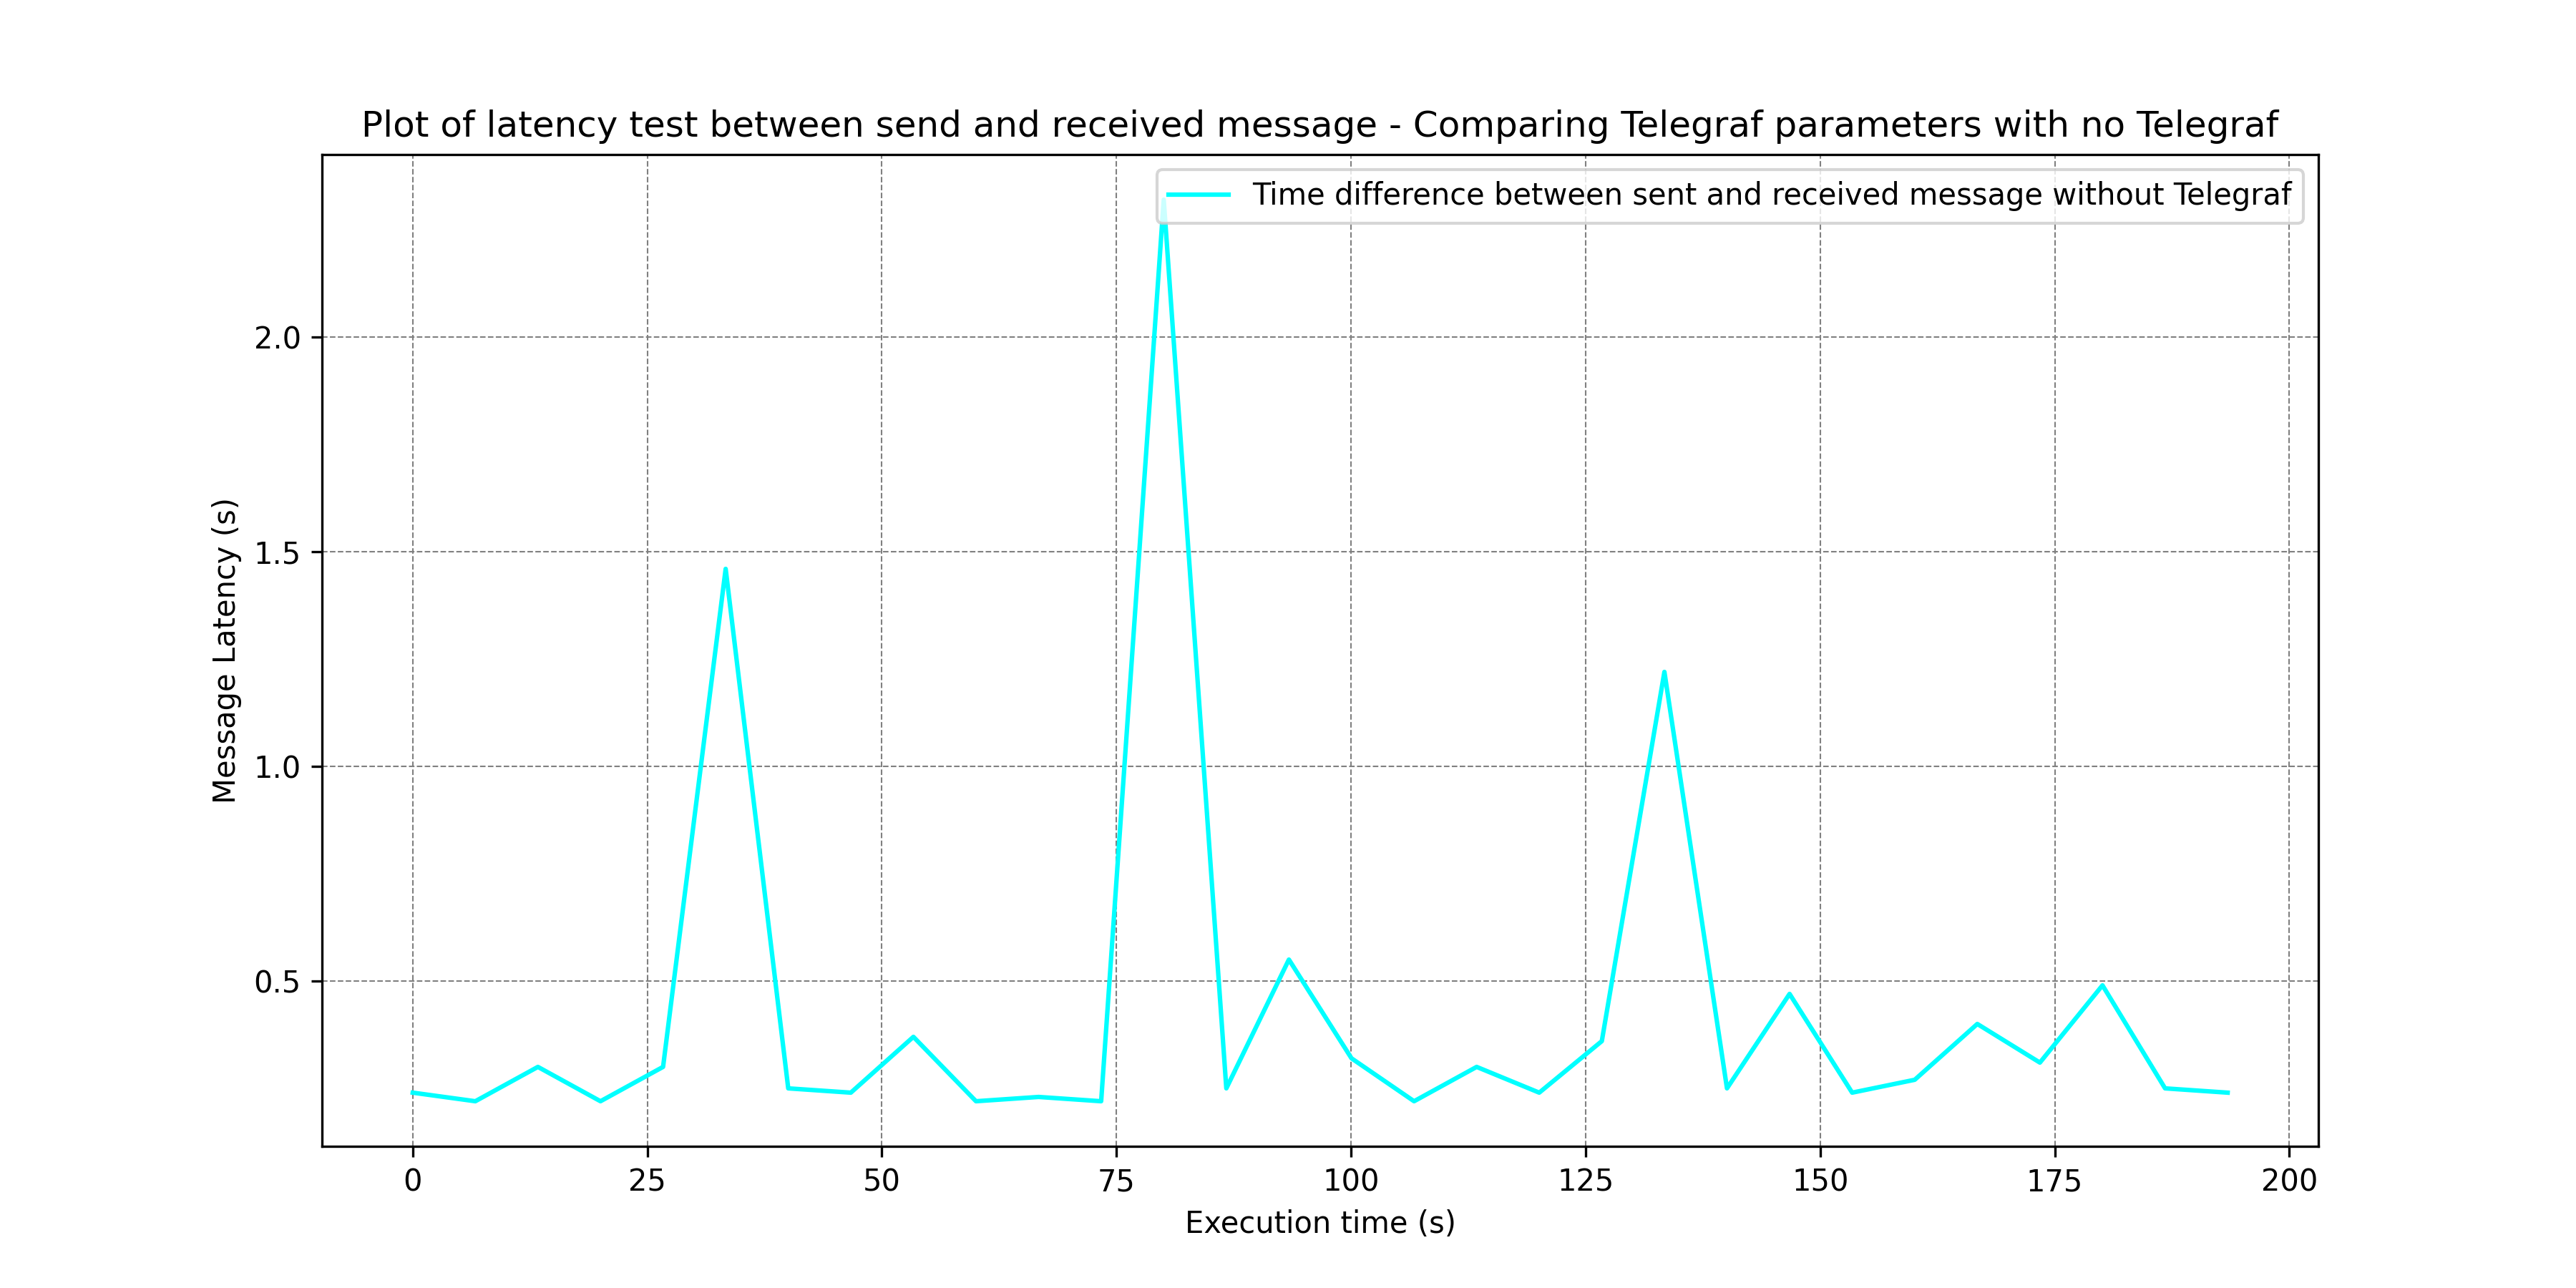 Plot of latency test between send and received message - Comparing Telegraf parameters with no Telegraf
Time difference between sent and received message without Telegraf
Message Latency (s)
2.0
1.5
1.0
0.5
0 25 50 75 100 125 150 175 200
Execution time (s)